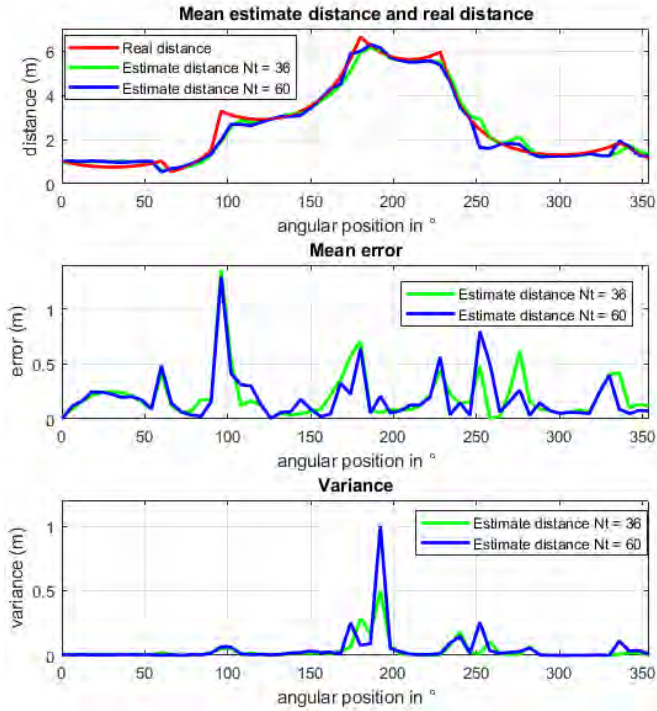 Mean estimate distance and real distance
distance (m)
6
4
2
0
Real distance
Estimate distance Nt = 36
Estimate distance Nt = 60
0 50 100 150 200 250 300 350
angular position in °
Mean error
error (m)
1
0.5
0
Estimate distance Nt = 36
Estimate distance Nt = 60
0 50 100 150 200 250 300 350
angular position in °
Variance
variance (m)
1
0.5
0
Estimate distance Nt = 36
Estimate distance Nt = 60
0 50 100 150 200 250 300 350
angular position in °